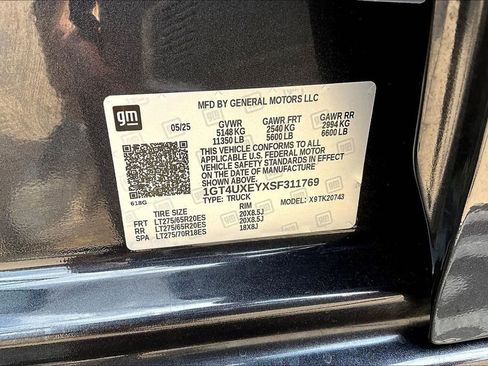 gm
MFD BY GENERAL MOTORS LLC
05/25 GVWR GAWR FRT GAWR RR
5148 KG 2540 KG 2994 KG
11350 LB 5600 LB 6600 LB
THIS VEHICLE CONFORMS TO ALL
APPLICABLE U.S. FEDERAL MOTOR
VEHICLE SAFETY STANDARDS IN EFFECT
ON THE DATE OF MANUFACTURE SHOWN ABOVE.
1GT4UXEYXSF311769
618G TYPE: TRUCK MODEL: X9TK20743
TIRE SIZE RIM
FRT LT275/65R20ES 20X8.5J
RR LT275/65R20ES 20X8.5J
SPA LT275/70R18ES 18X8J